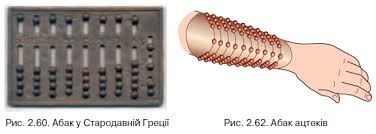 Рис. 2.60. Абак у Стародавній Греції
Рис. 2.62. Абак ацтеків